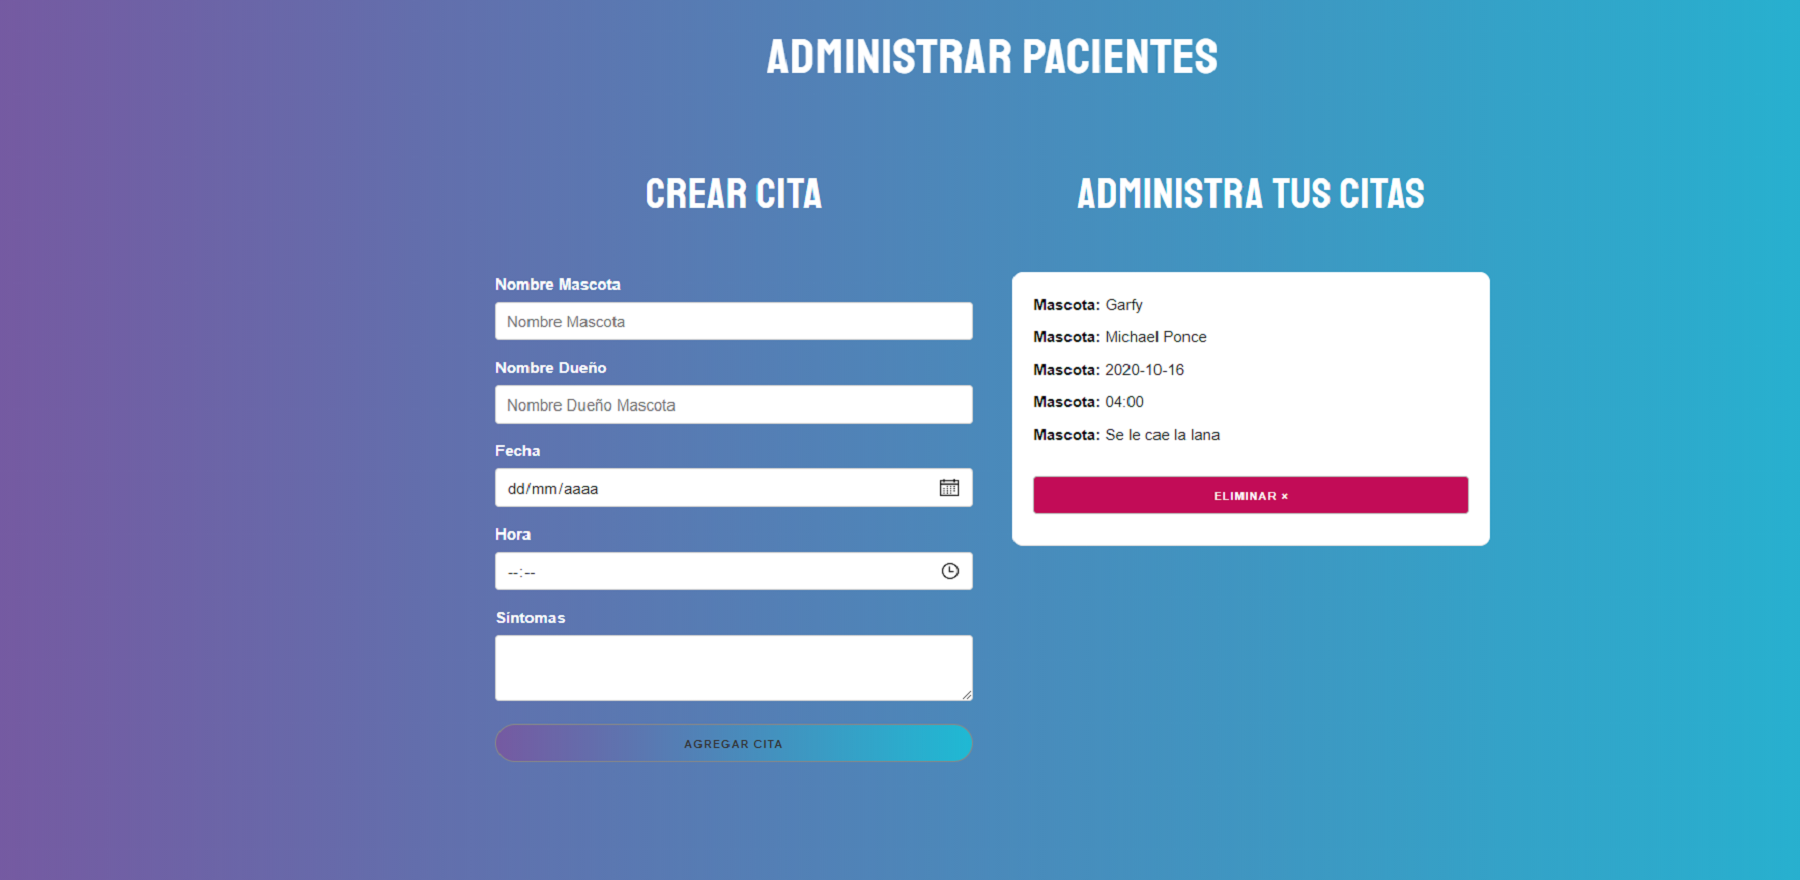 ADMINISTRAR PACIENTES
CREAR CITA
Nombre Mascota
Nombre Mascota
Nombre Dueño
Nombre Dueño Mascota
Fecha
dd/mm/aaaa
Hora
--:--
Síntomas
AGREGAR CITA
ADMINISTRA TUS CITAS
Mascota: Garfy
Mascota: Michael Ponce
Mascota: 2020-10-16
Mascota: 04:00
Mascota: Se le cae la lana
ELIMINAR ×